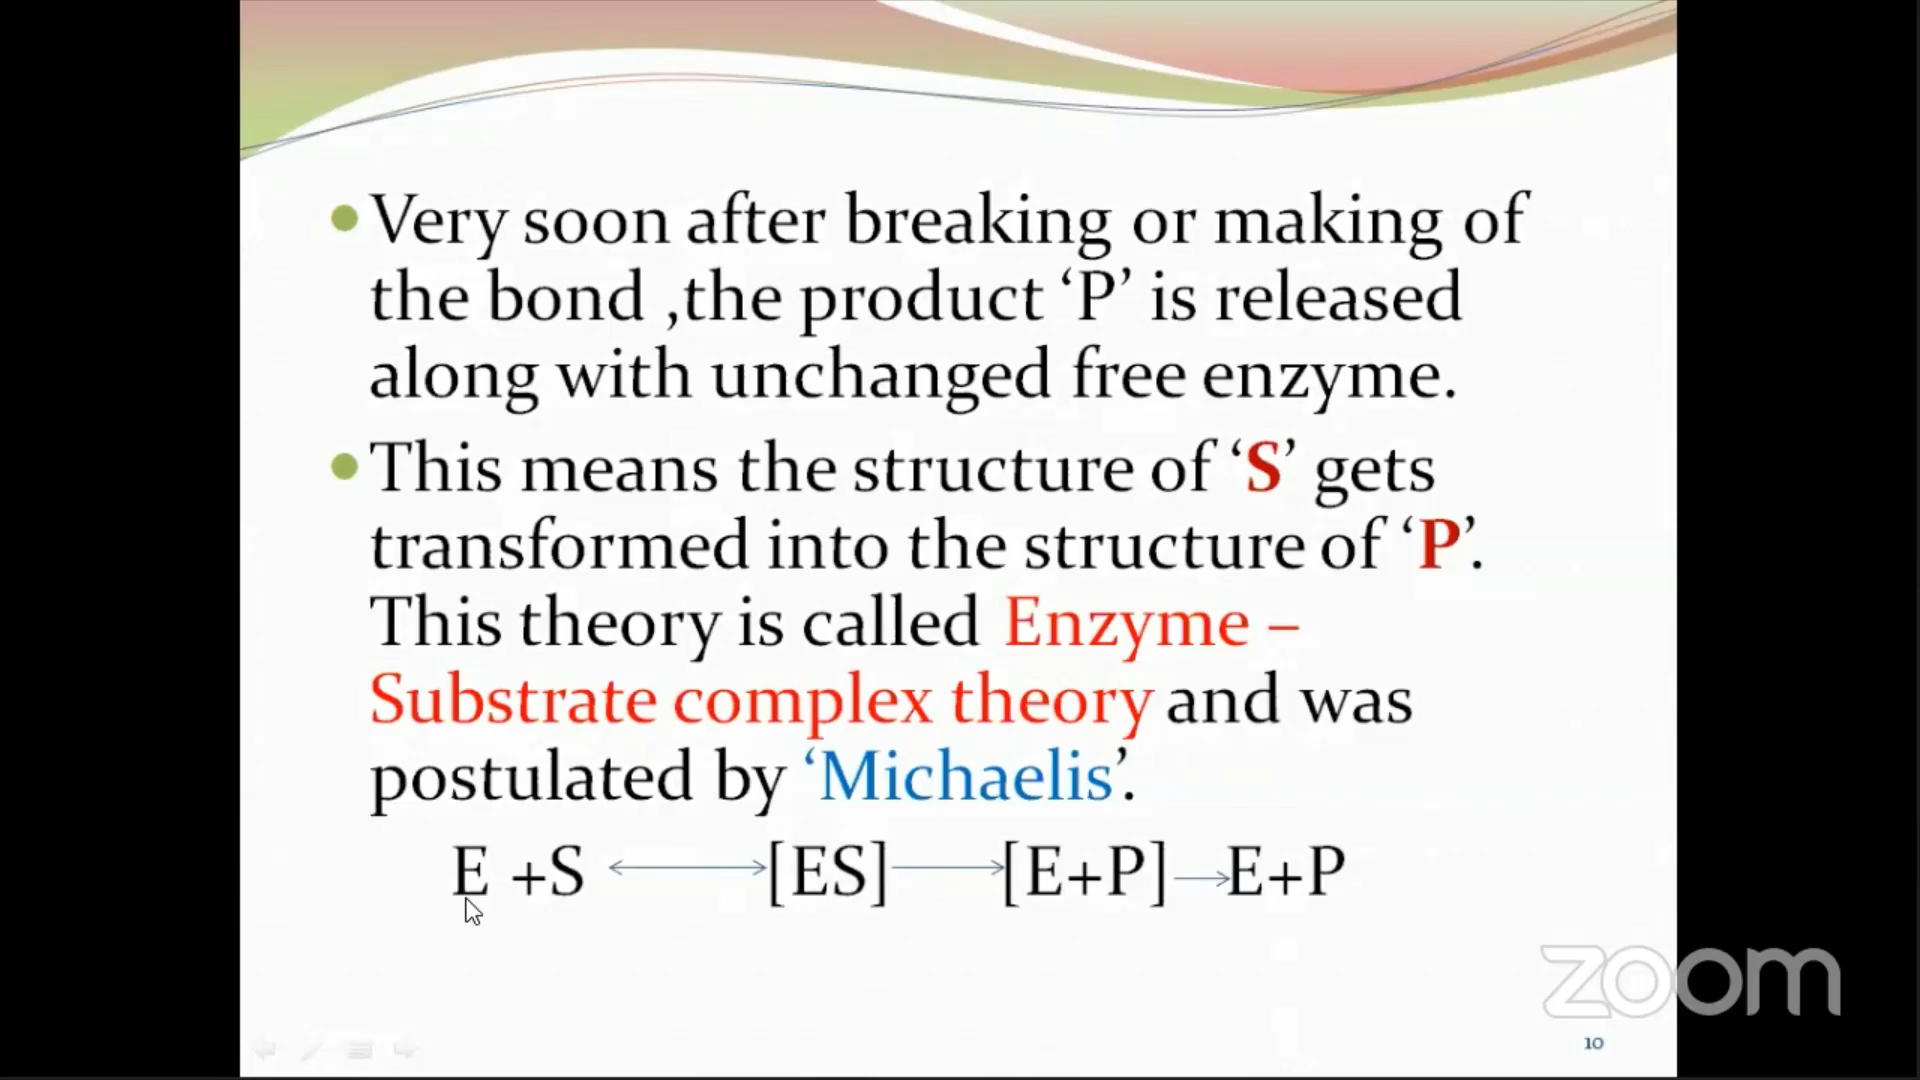 Very soon after breaking or making of
the bond ,the product ‘P’ is released
along with unchanged free enzyme.
This means the structure of ‘S’ gets
transformed into the structure of ‘P’.
This theory is called Enzyme –
Substrate complex theory and was
postulated by ‘Michaelis’.
E +S ⟷ [ES] → [E+P] → E+P
zoom
10